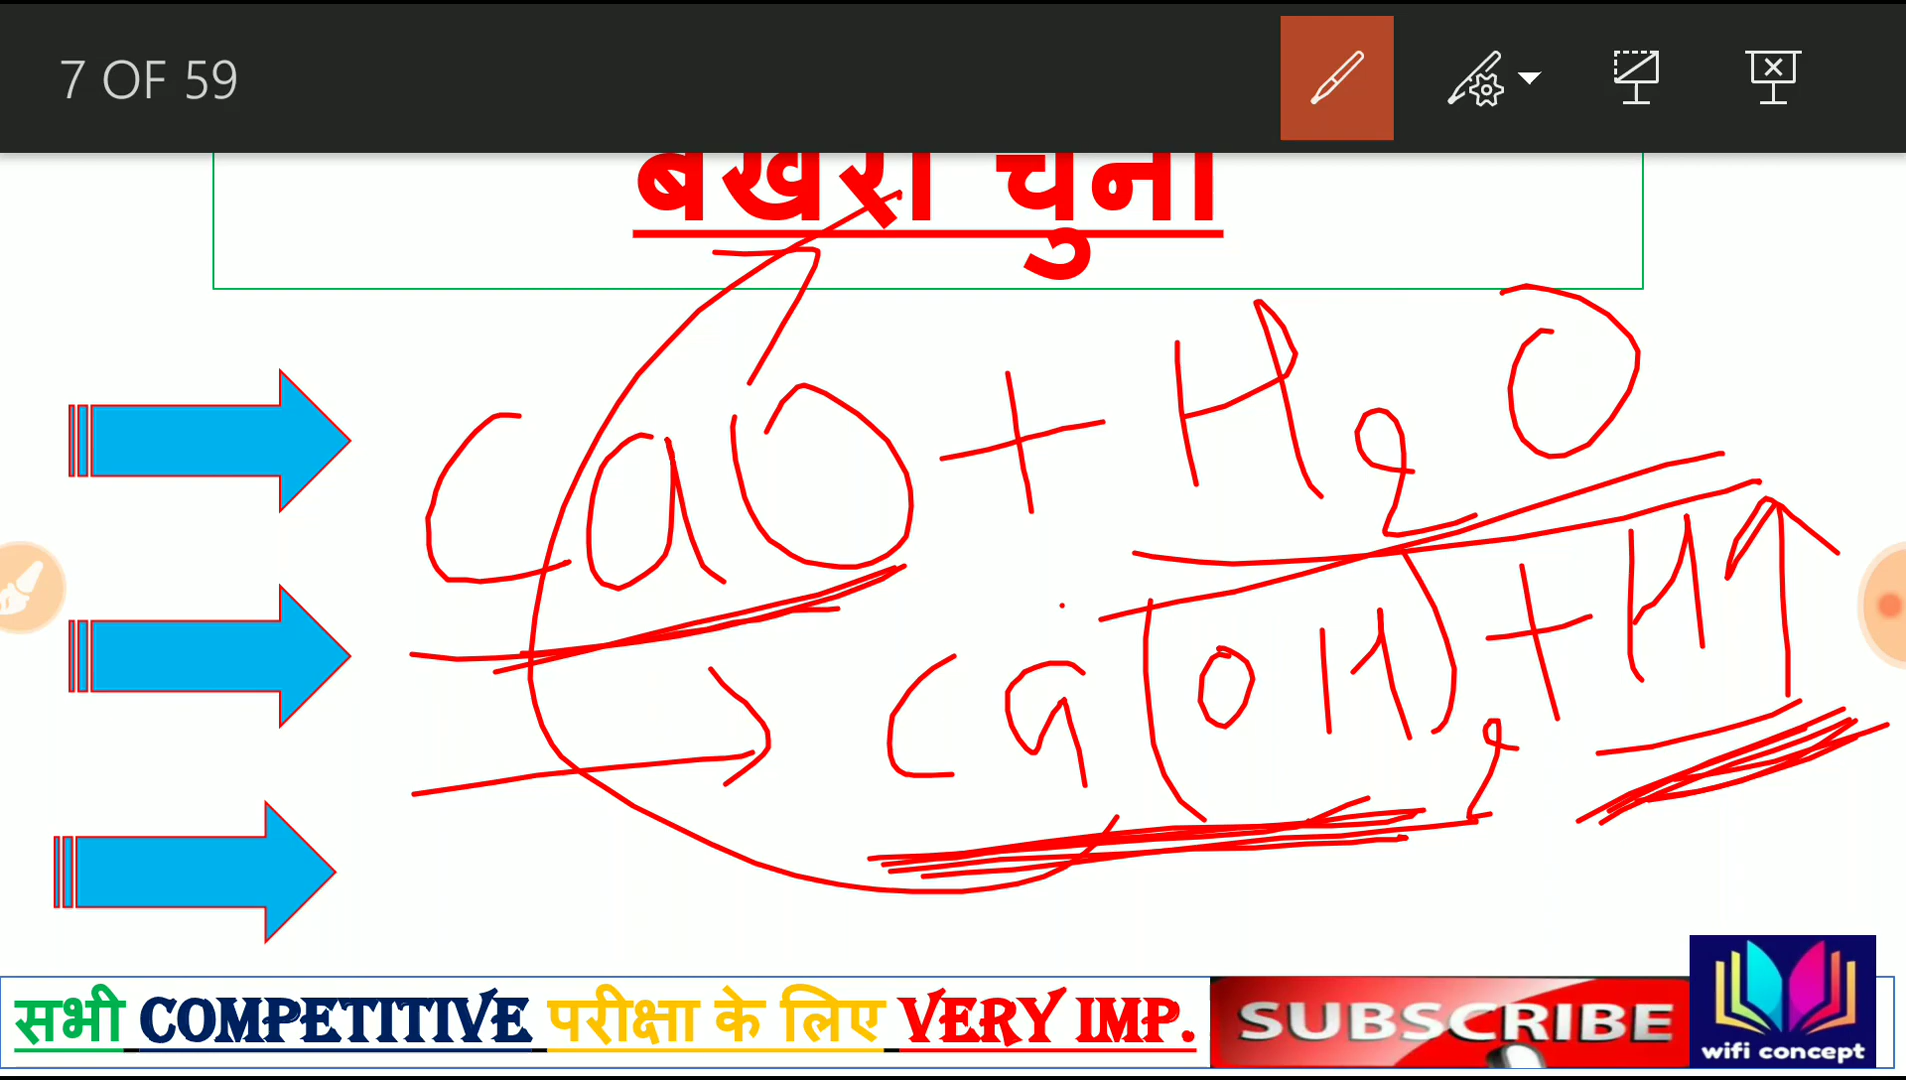 7 OF 59
बखरा चुना
CaO + H2O
→ Ca(OH)2 + H↑
सभी COMPETITIVE परीक्षा के लिए VERY IMP.
SUBSCRIBE
wifi concept